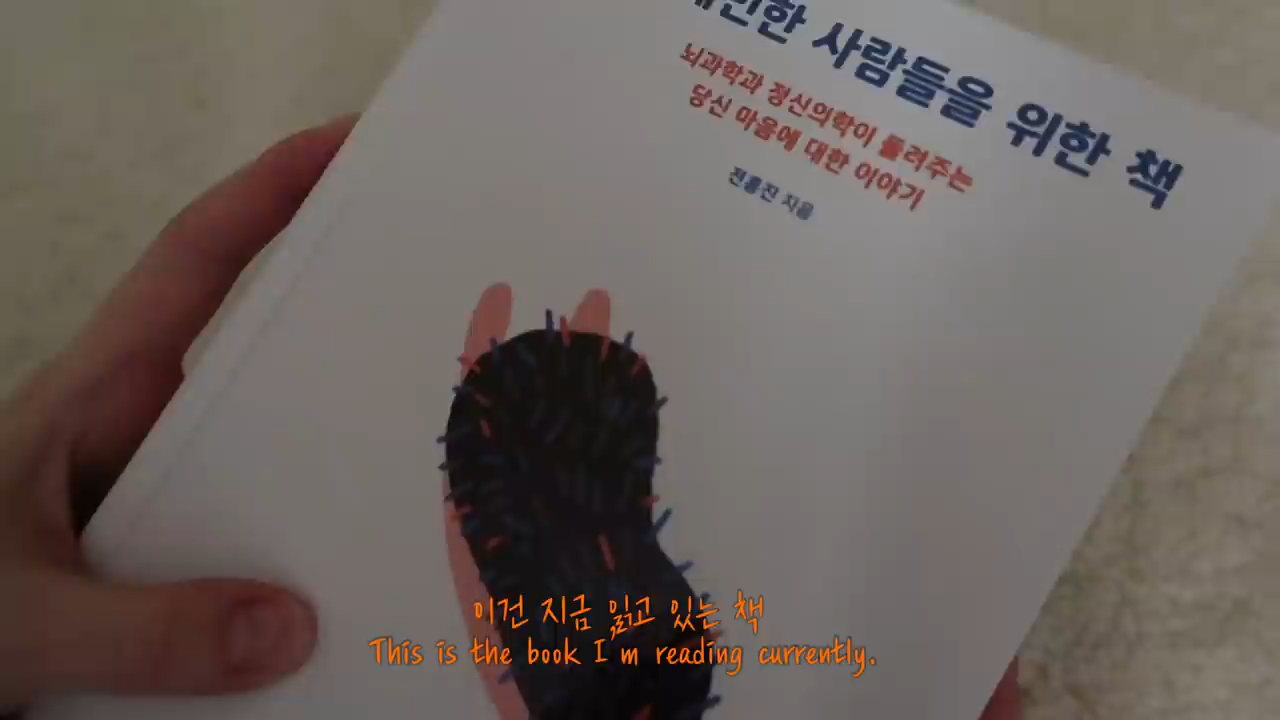 사람들을 위한 책
뇌과학과 정신의학이 들려주는
당신 마음에 대한 이야기
전홍진 지음
이건 지금 읽고 있는 책
This is the book I'm reading currently.